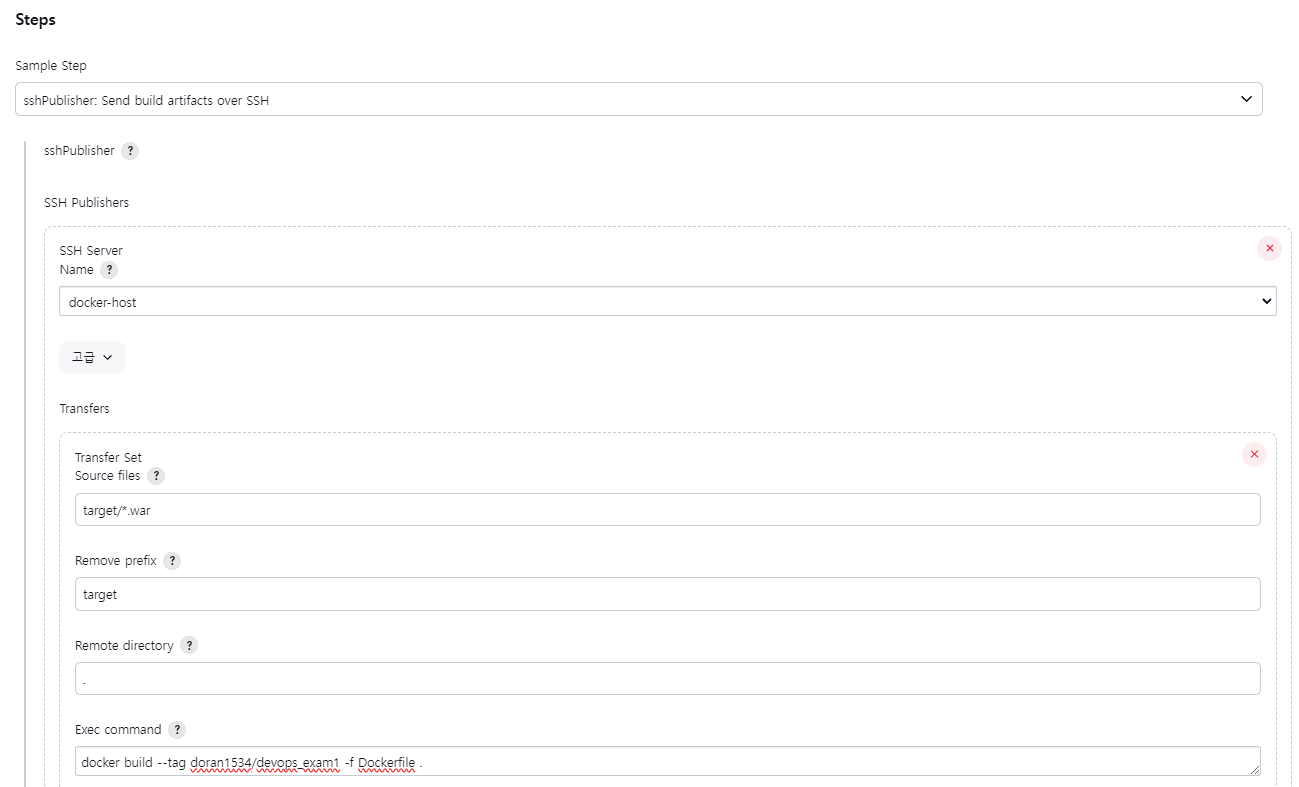 Steps
Sample Step
sshPublisher: Send build artifacts over SSH
sshPublisher ?
SSH Publishers
SSH Server
Name ?
docker-host
고급
Transfers
Transfer Set
Source files ?
target/*.war
Remove prefix ?
target
Remote directory ?
.
Exec command ?
docker build --tag doran1534/devops_exam1 -f Dockerfile .